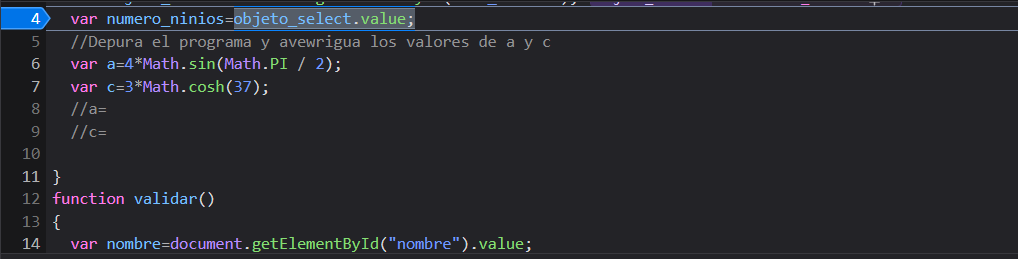 4 var numero_ninios=objeto_select.value;
5 //Depura el programa y avewrigua los valores de a y c
6 var a=4*Math.sin(Math.PI / 2);
7 var c=3*Math.cosh(37);
8 //a=
9 //c=
10
11 }
12 function validar()
13 {
14 var nombre=document.getElementById("nombre").value;